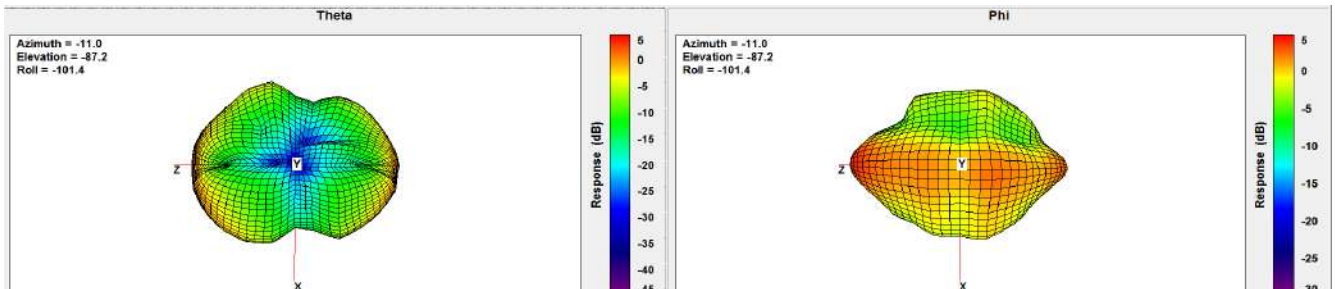 Theta
Azimuth = -11.0
Elevation = -87.2
Roll = -101.4
Z
Y
X
5
0
-5
-10
-15
-20
-25
-30
-35
-40
-45
Response (dB)
Phi
Azimuth = -11.0
Elevation = -87.2
Roll = -101.4
Z
Y
X
5
0
-5
-10
-15
-20
-25
-30
Response (dB)